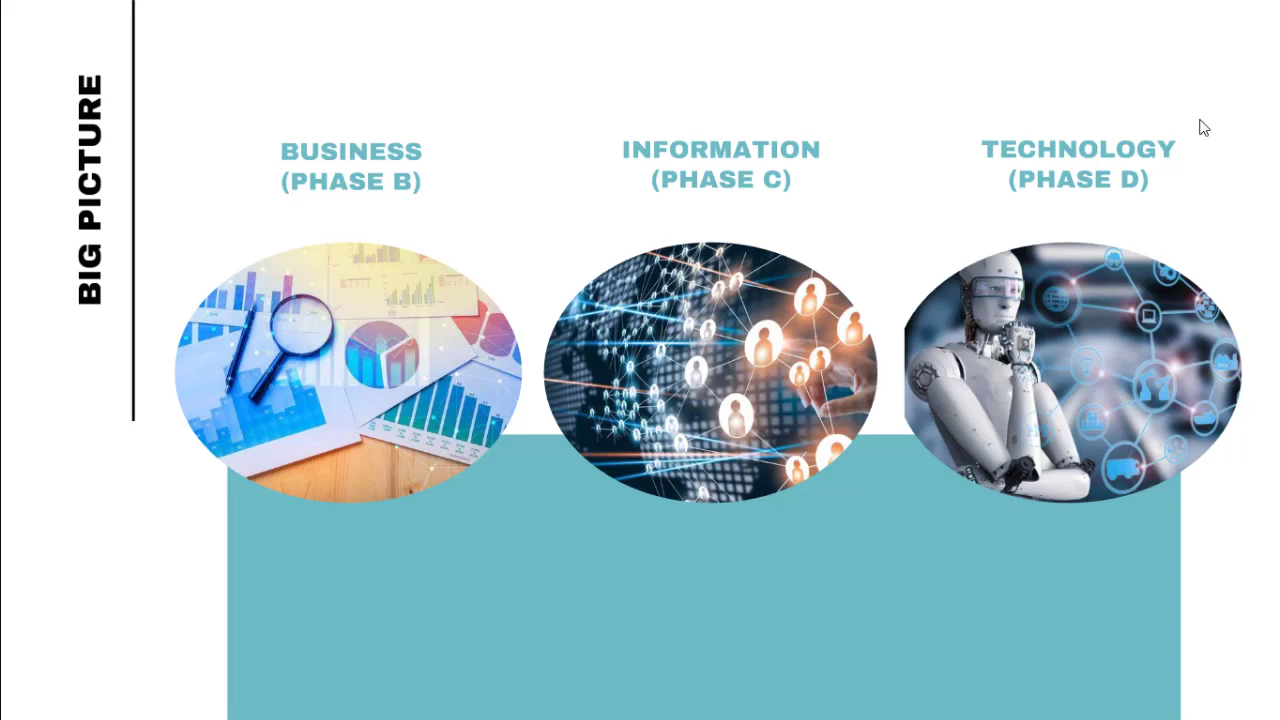 BIG PICTURE
BUSINESS
(PHASE B)
INFORMATION
(PHASE C)
TECHNOLOGY
(PHASE D)